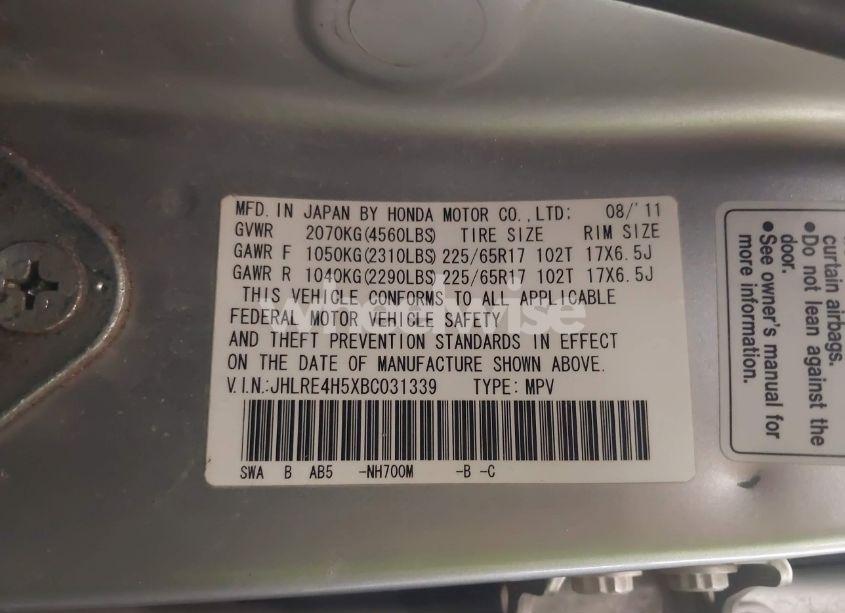 MFD. IN JAPAN BY HONDA MOTOR CO.,LTD: 08/'11
GVWR 2070KG(4560LBS) TIRE SIZE RIM SIZE
GAWR F 1050KG(2310LBS) 225/65R17 102T 17X6.5J
GAWR R 1040KG(2290LBS) 225/65R17 102T 17X6.5J
THIS VEHICLE CONFORMS TO ALL APPLICABLE
FEDERAL MOTOR VEHICLE SAFETY
AND THEFT PREVENTION STANDARDS IN EFFECT
ON THE DATE OF MANUFACTURE SHOWN ABOVE.
V.I.N.:JHLRE4H5XBC031339 TYPE: MPV
SWA B AB5 -NH700M -B -C
curtain airbags.
•Do not lean against the
door.
•See owner's manual for
more information.